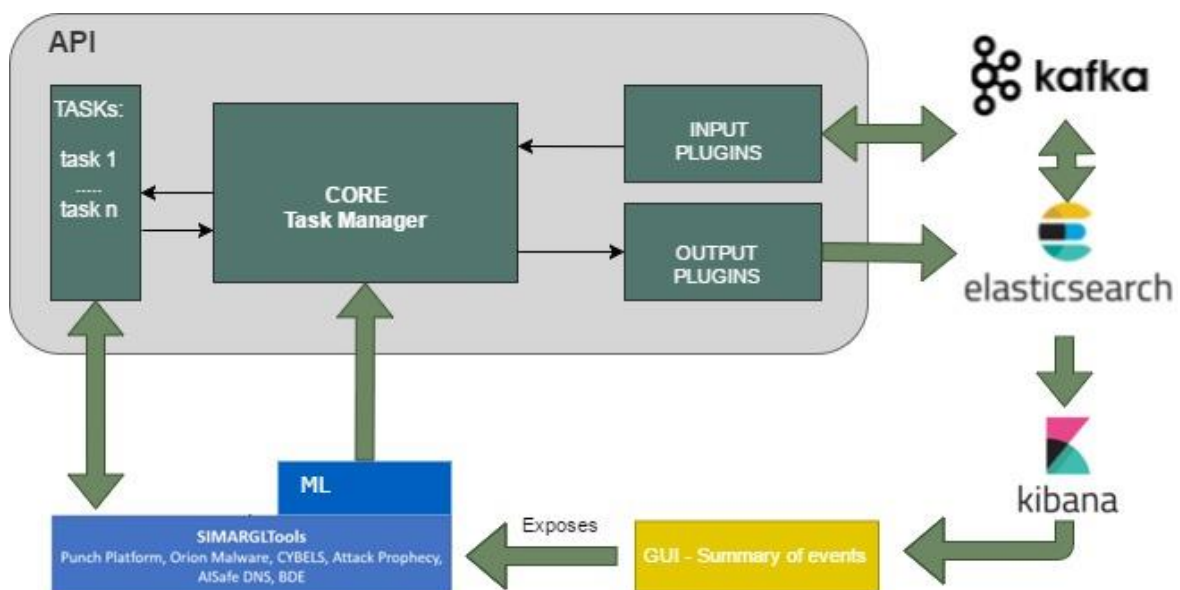 API
TASKs:
task 1
-----
task n
CORE
Task Manager
INPUT
PLUGINS
OUTPUT
PLUGINS
kafka
elasticsearch
kibana
ML
SIMARGLTools
Punch Platform, Orion Malware, CYBELS, Attack Prophecy,
AISafe DNS, BDE
Exposes
GUI - Summary of events